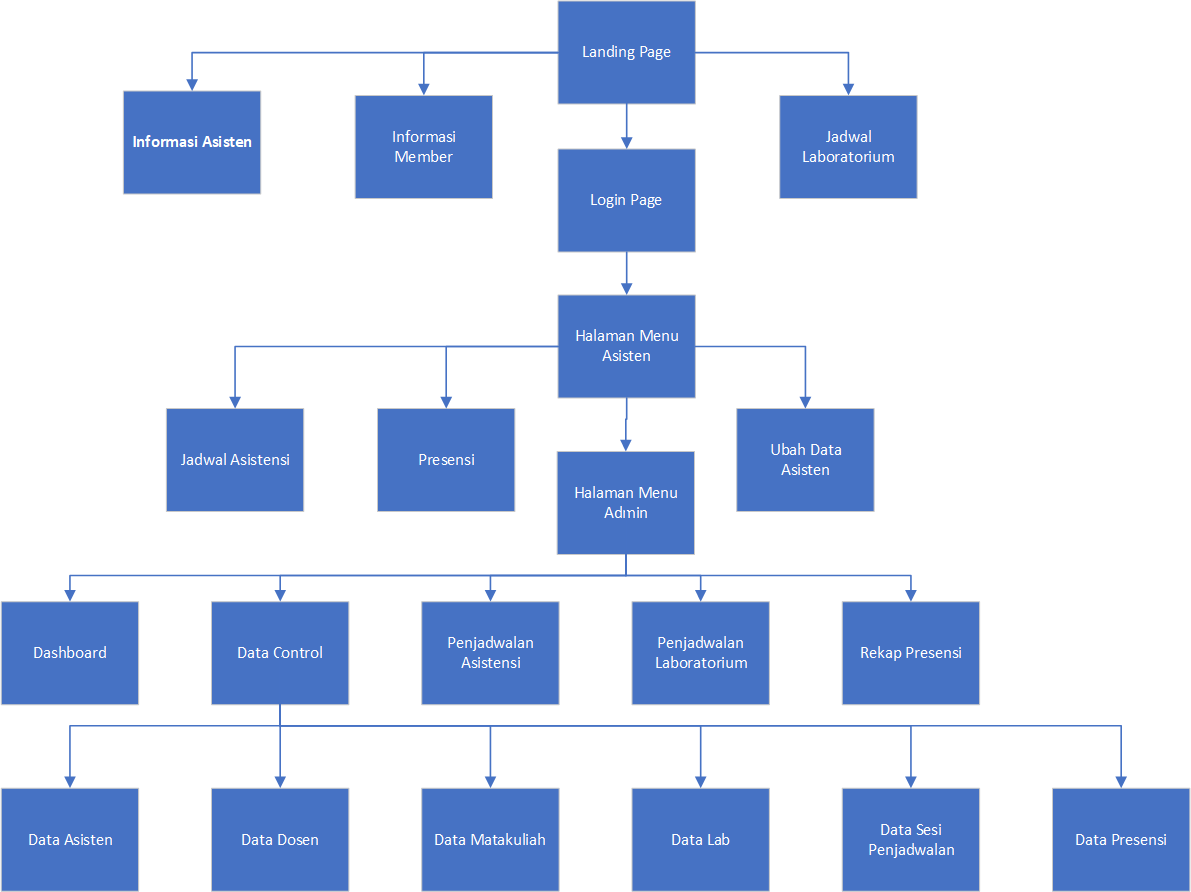 Landing Page
Informasi Asisten
Informasi
Member
Jadwal
Laboratorium
Login Page
Halaman Menu
Asisten
Jadwal Asistensi
Presensi
Ubah Data
Asisten
Halaman Menu
Admin
Dashboard
Data Control
Penjadwalan
Asistensi
Penjadwalan
Laboratorium
Rekap Presensi
Data Asisten
Data Dosen
Data Matakuliah
Data Lab
Data Sesi
Penjadwalan
Data Presensi